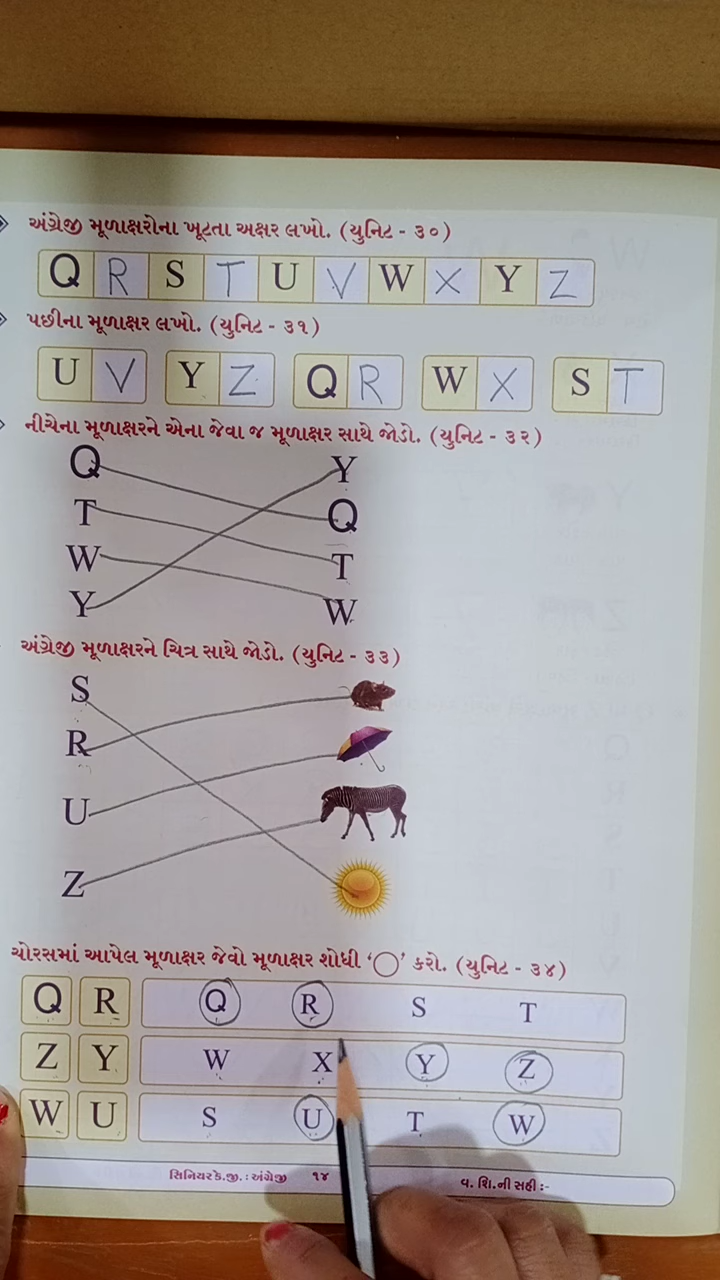 અંગ્રેજી મૂળાક્ષરોના ખૂટતા અક્ષર લખો. (યુનિટ - ૩૦)
Q R S T U V W X Y Z
પછીના મૂળાક્ષર લખો. (યુનિટ - ૩૧)
U V Y Z Q R W X S T
નીચેના મૂળાક્ષરને એના જેવા જ મૂળાક્ષર સાથે જોડો. (યુનિટ - ૩૨)
Q Y
T Q
W T
Y W
અંગ્રેજી મૂળાક્ષરને ચિત્ર સાથે જોડો. (યુનિટ - ૩૩)
S
R
U
Z
ચોરસમાં આપેલ મૂળાક્ષર જેવો મૂળાક્ષર શોધી ‘○’ કરો. (યુનિટ - ૩૪)
Q R Q R S T
Z Y W X Y Z
W U S U T W
સિનિયર કે.જી. : અંગ્રેજી ૧૪ વ. શિ.ની સહી :-